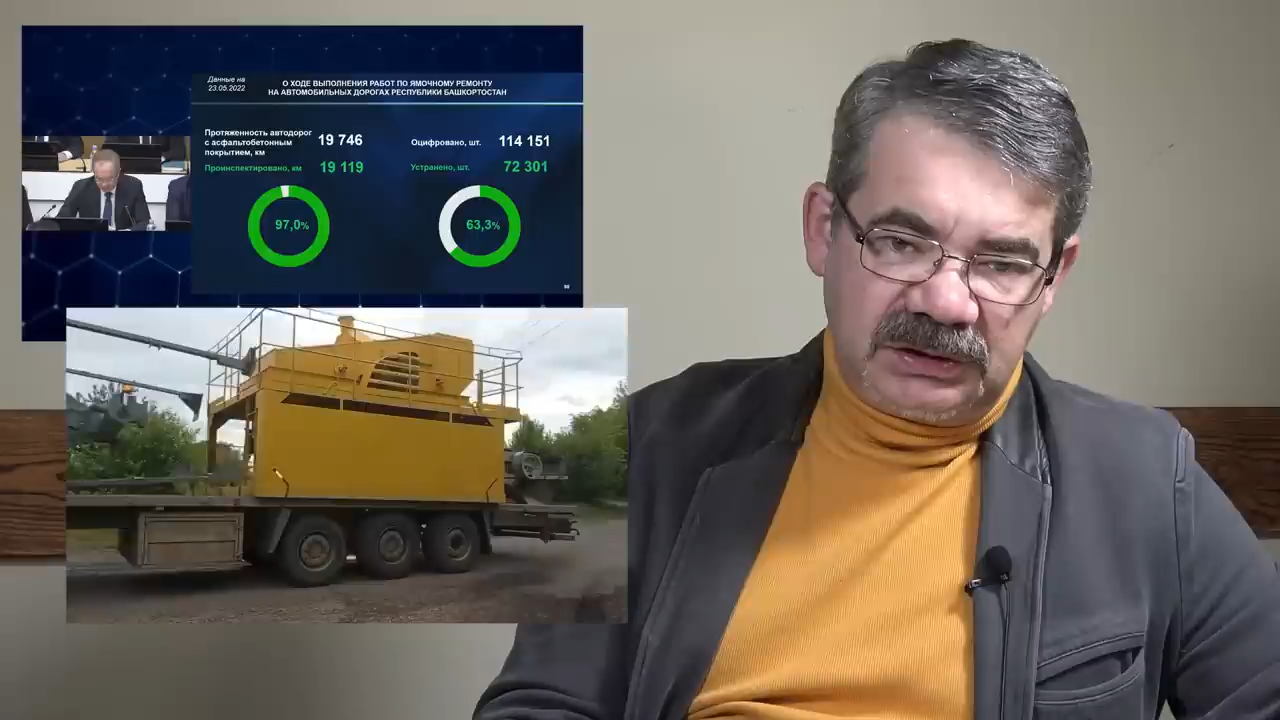 Данные на
23.05.2022
О ХОДЕ ВЫПОЛНЕНИЯ РАБОТ ПО ЯМОЧНОМУ РЕМОНТУ
НА АВТОМОБИЛЬНЫХ ДОРОГАХ РЕСПУБЛИКИ БАШКОРТОСТАН
Протяженность автодорог
с асфальтобетонным
покрытием, км
19 746
Проинспектировано, км
19 119
97,0%
Оцифровано, шт.
114 151
Устранено, шт.
72 301
63,3%